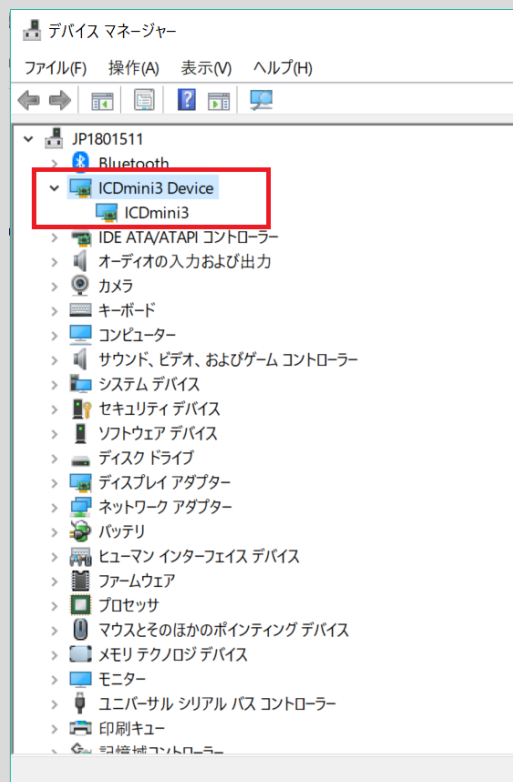 デバイス マネージャー
ファイル(F) 操作(A) 表示(V) ヘルプ(H)
JP1801511
Bluetooth
ICDmini3 Device
ICDmini3
IDE ATA/ATAPI コントローラー
オーディオの入力および出力
カメラ
キーボード
コンピューター
サウンド、ビデオ、およびゲーム コントローラー
システム デバイス
セキュリティ デバイス
ソフトウェア デバイス
ディスク ドライブ
ディスプレイ アダプター
ネットワーク アダプター
バッテリ
ヒューマン インターフェイス デバイス
ファームウェア
プロセッサ
マウスとそのほかのポインティング デバイス
メモリ テクノロジ デバイス
モニター
ユニバーサル シリアル バス コントローラー
印刷キュー
記憶域コントローラー